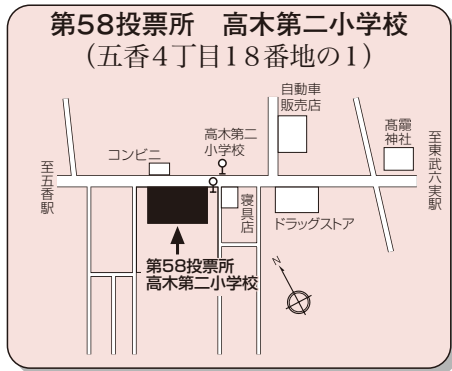 第58投票所　高木第二小学校
（五香4丁目18番地の1）
自動車
販売店
高木第二
小学校
髙龗
神社
コンビニ
至五香駅
至東武六実駅
寝具店
ドラッグストア
第58投票所
高木第二小学校
N